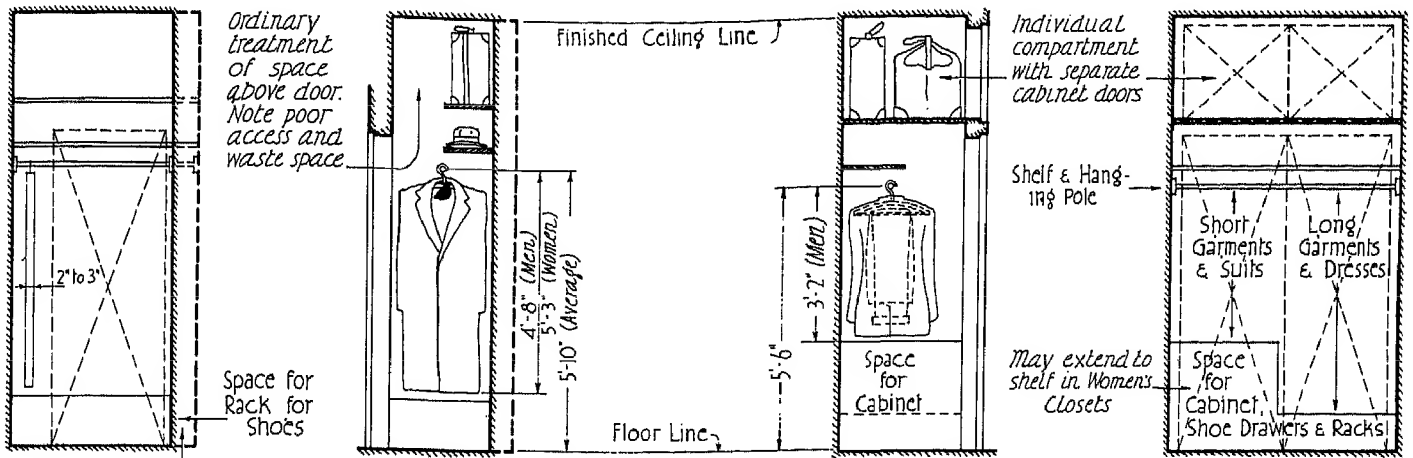 Ordinary
treatment
of space
above door.
Note poor
access and
waste space
2" to 3"
Space for
Rack for
Shoes
4'-8" (Men)
5'-3" (Women)
5'-10" (Average)
Finished Ceiling Line
Floor Line
5'-6"
3'-2" (Men)
Space
for
Cabinet
Individual
compartment
with separate
cabinet doors
Shelf & Hang-
ing Pole
May extend to
shelf in Women's
Closets
Short
Garments
& Suits
Long
Garments
& Dresses
Space
for
Cabinet,
Shoe Drawers & Racks